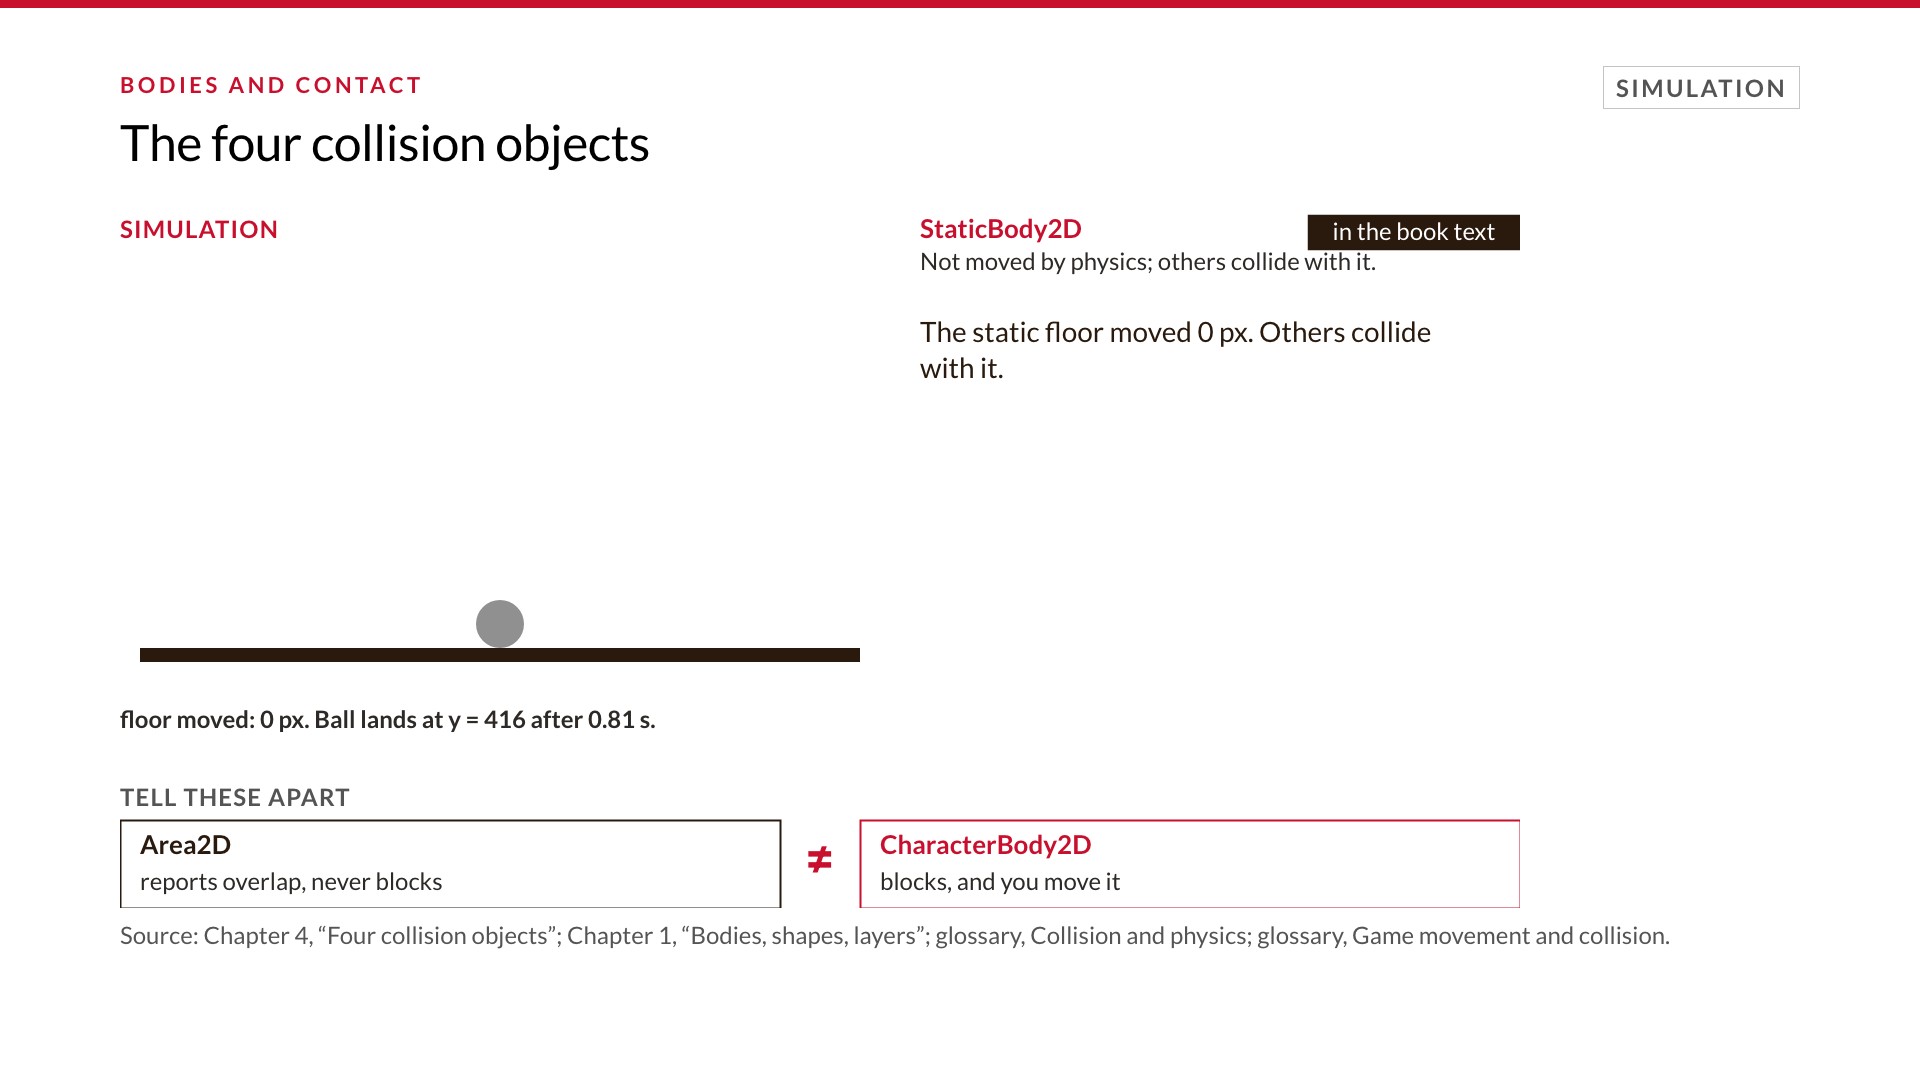 BODIES AND CONTACT
SIMULATION
The four collision objects
SIMULATION
StaticBody2D
in the book text
Not moved by physics; others collide with it.
The static floor moved 0 px. Others collide
with it.
floor moved: 0 px. Ball lands at y = 416 after 0.81 s.
TELL THESE APART
Area2D
reports overlap, never blocks
≠
CharacterBody2D
blocks, and you move it
Source: Chapter 4, “Four collision objects”; Chapter 1, “Bodies, shapes, layers”; glossary, Collision and physics; glossary, Game movement and collision.